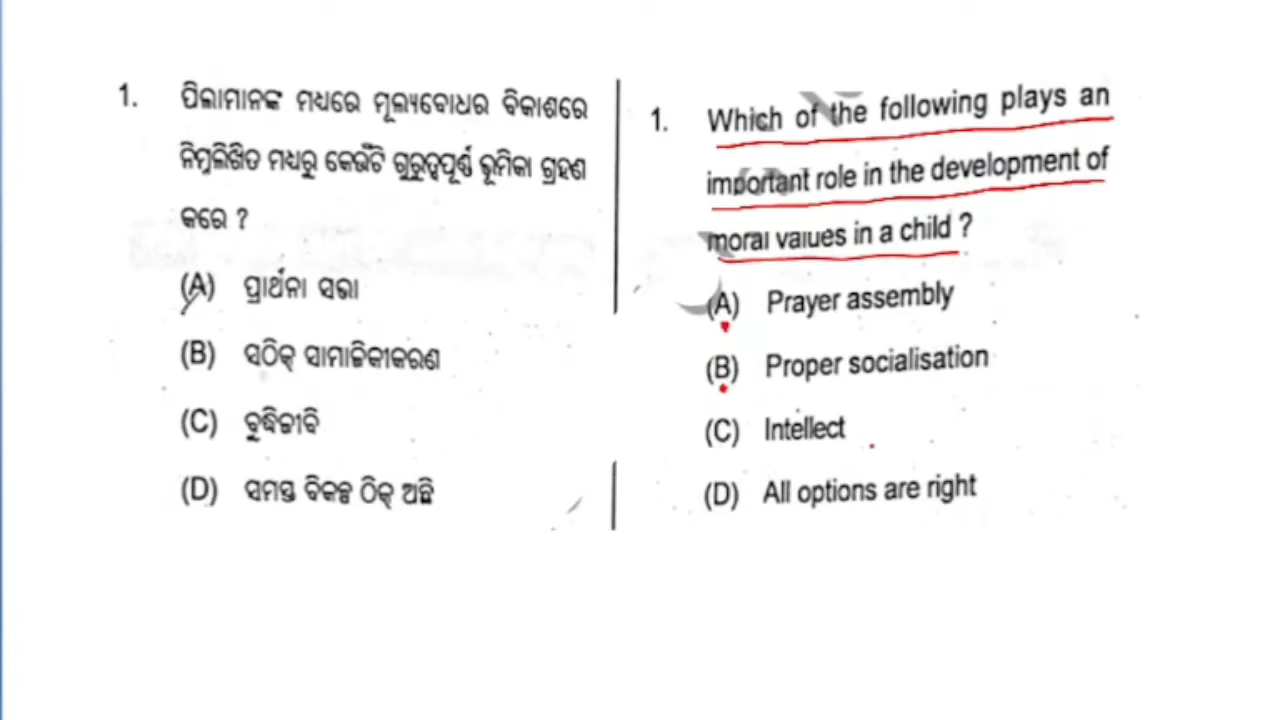 1. ପିଲାମାନଙ୍କ ମଧ୍ୟରେ ମୂଲ୍ୟବୋଧର ବିକାଶରେ
ନିମ୍ନଲିଖିତ ମଧ୍ୟରୁ କେଉଁଟି ଗୁରୁତ୍ୱପୂର୍ଣ୍ଣ ଭୂମିକା ଗ୍ରହଣ
କରେ ?
(A) ପ୍ରାର୍ଥନା ସଭା
(B) ସଠିକ୍ ସାମାଜିକୀକରଣ
(C) ବୁଦ୍ଧିଜୀବି
(D) ସମସ୍ତ ବିକଳ୍ପ ଠିକ୍ ଅଛି
1. Which of the following plays an
important role in the development of
moral values in a child ?
(A) Prayer assembly
(B) Proper socialisation
(C) Intellect
(D) All options are right